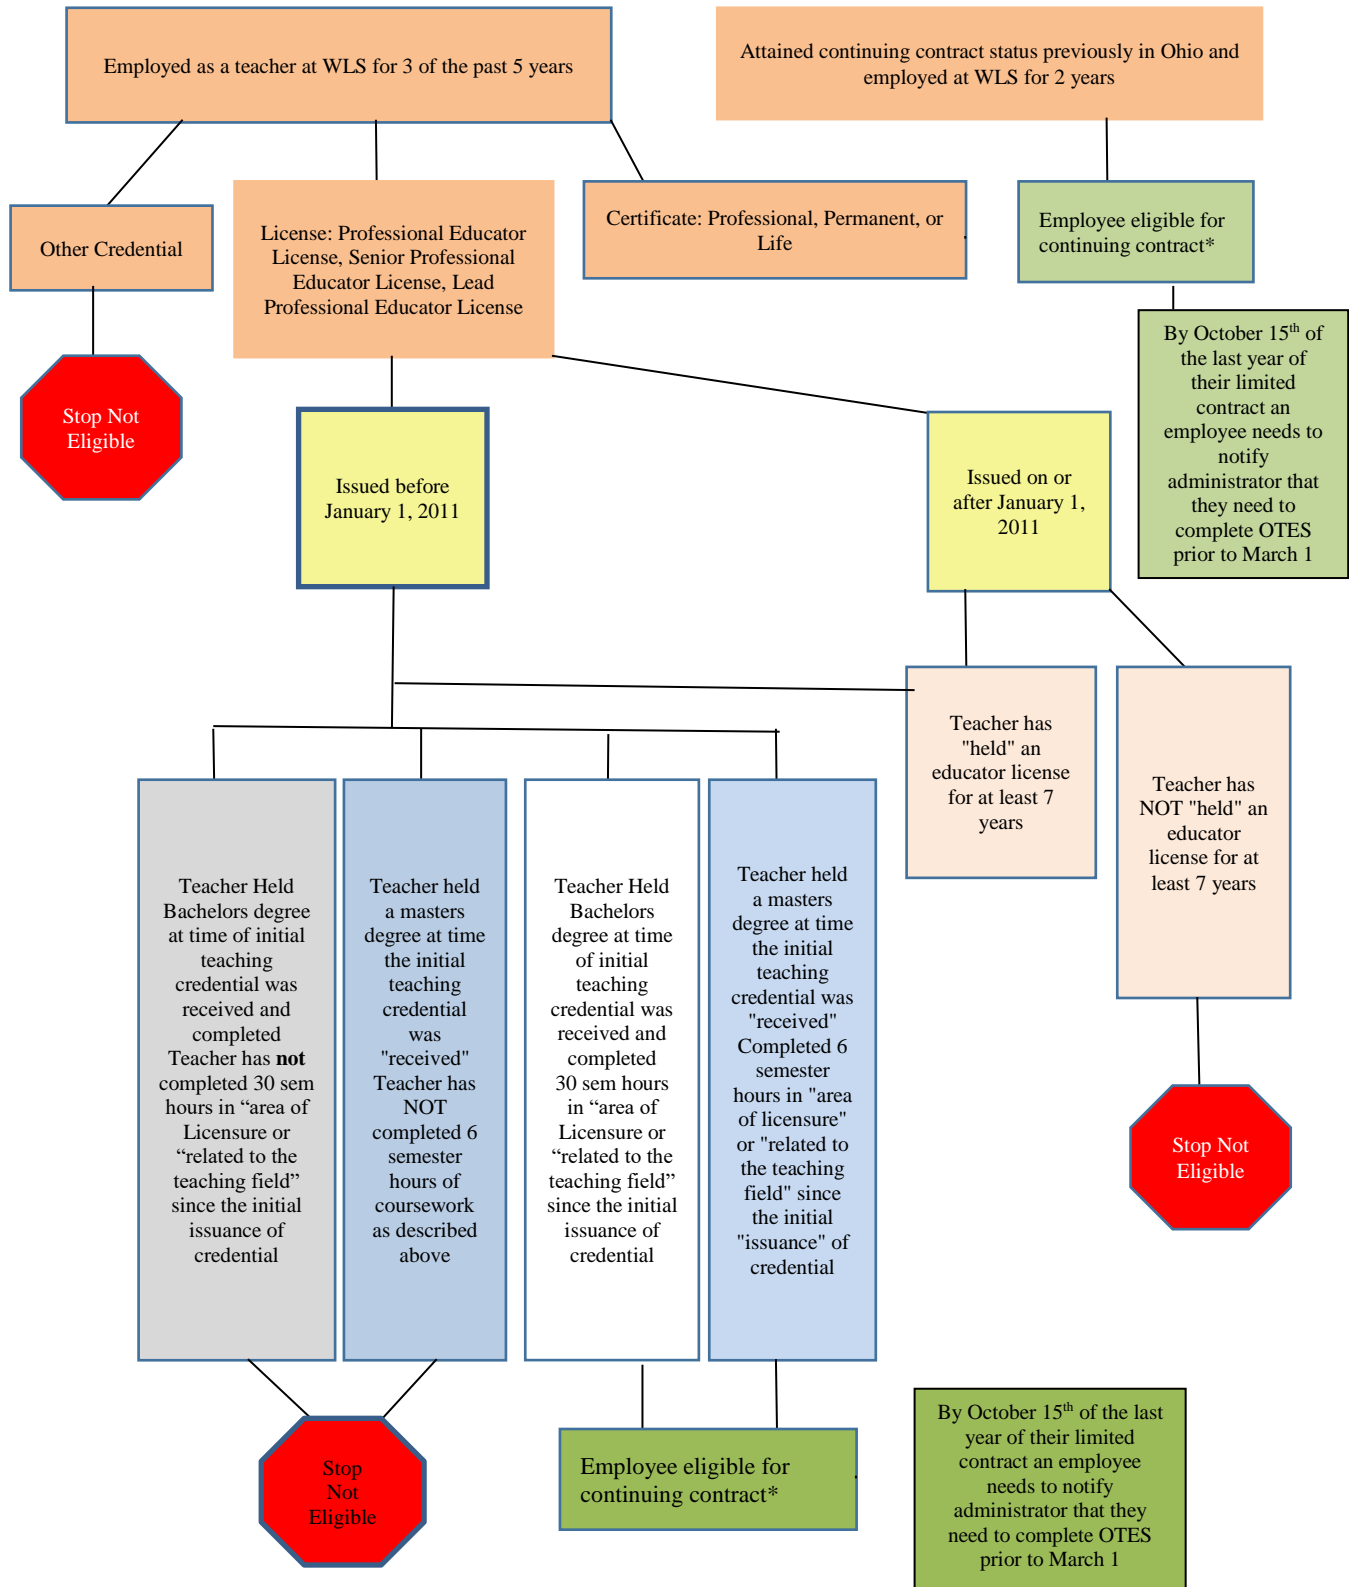 Employed as a teacher at WLS for 3 of the past 5 years
Attained continuing contract status previously in Ohio and
employed at WLS for 2 years
Other Credential
License: Professional Educator
License, Senior Professional
Educator License, Lead
Professional Educator License
Certificate: Professional, Permanent, or
Life
.
Employee eligible for
continuing contract*
By October 15th of
the last year of
their limited
contract an
employee needs to
notify
administrator that
they need to
complete OTES
prior to March 1
Stop Not
Eligible
Issued before
January 1, 2011
Issued on or
after January 1,
2011
Teacher has
"held" an
educator license
for at least 7
years
Teacher has
NOT "held" an
educator
license for at
least 7 years
Teacher Held
Bachelors degree
at time of initial
teaching
credential was
received and
completed
Teacher has not
completed 30 sem
hours in “area of
Licensure or
“related to the
teaching field”
since the initial
issuance of
credential
Teacher held
a masters
degree at time
the initial
teaching
credential
was
"received"
Teacher has
NOT
completed 6
semester
hours of
coursework
as described
above
Teacher Held
Bachelors
degree at time
of initial
teaching
credential was
received and
completed
30 sem hours
in “area of
Licensure or
“related to the
teaching field”
since the initial
issuance of
credential
Teacher held
a masters
degree at time
the initial
teaching
credential was
"received"
Completed 6
semester
hours in "area
of licensure"
or "related to
the teaching
field" since
the initial
"issuance" of
credential
Stop Not
Eligible
Stop
Not
Eligible
Employee eligible for
continuing contract*
.
By October 15th of the last
year of their limited
contract an employee
needs to notify
administrator that they
need to complete OTES
prior to March 1